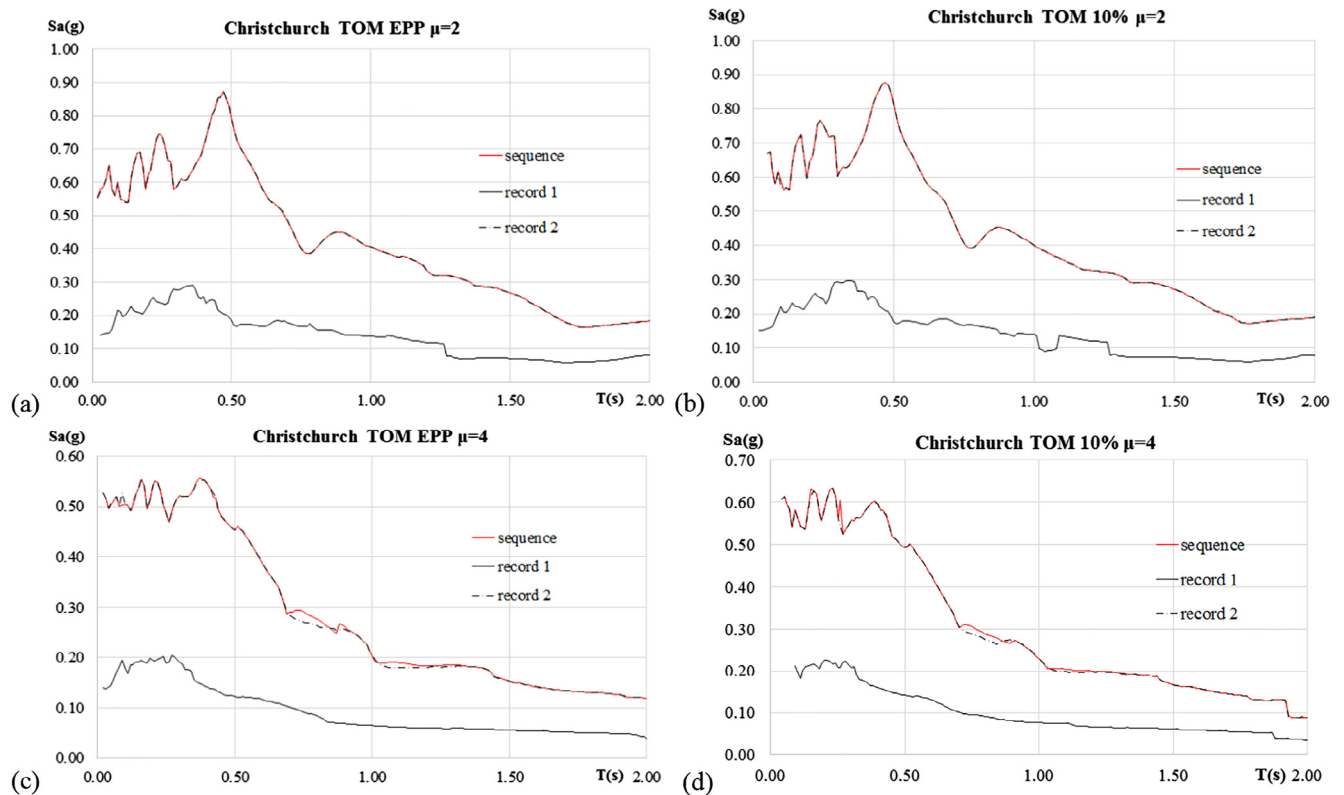 Christchurch TOM EPP μ=2
Sa(g)
1.00
0.90
0.80
0.70
0.60
0.50
0.40
0.30
0.20
0.10
0.00
sequence
record 1
record 2
0.00 0.50 1.00 1.50 T(s) 2.00
(a)
Christchurch TOM 10% μ=2
Sa(g)
1.00
0.90
0.80
0.70
0.60
0.50
0.40
0.30
0.20
0.10
0.00
sequence
record 1
record 2
0.00 0.50 1.00 1.50 T(s) 2.00
(b)
Christchurch TOM EPP μ=4
Sa(g)
0.60
0.50
0.40
0.30
0.20
0.10
0.00
sequence
record 1
record 2
0.00 0.50 1.00 1.50 T(s) 2.00
(c)
Christchurch TOM 10% μ=4
Sa(g)
0.70
0.60
0.50
0.40
0.30
0.20
0.10
0.00
sequence
record 1
record 2
0.00 0.50 1.00 1.50 T(s) 2.00
(d)